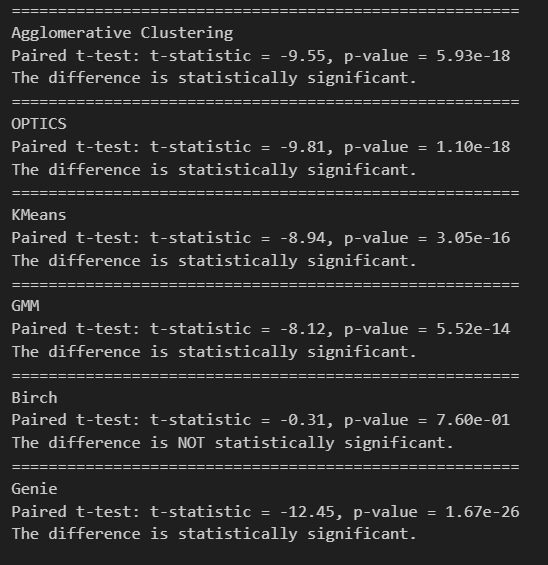 =======================================================
Agglomerative Clustering
Paired t-test: t-statistic = -9.55, p-value = 5.93e-18
The difference is statistically significant.
=======================================================
OPTICS
Paired t-test: t-statistic = -9.81, p-value = 1.10e-18
The difference is statistically significant.
=======================================================
KMeans
Paired t-test: t-statistic = -8.94, p-value = 3.05e-16
The difference is statistically significant.
=======================================================
GMM
Paired t-test: t-statistic = -8.12, p-value = 5.52e-14
The difference is statistically significant.
=======================================================
Birch
Paired t-test: t-statistic = -0.31, p-value = 7.60e-01
The difference is NOT statistically significant.
=======================================================
Genie
Paired t-test: t-statistic = -12.45, p-value = 1.67e-26
The difference is statistically significant.